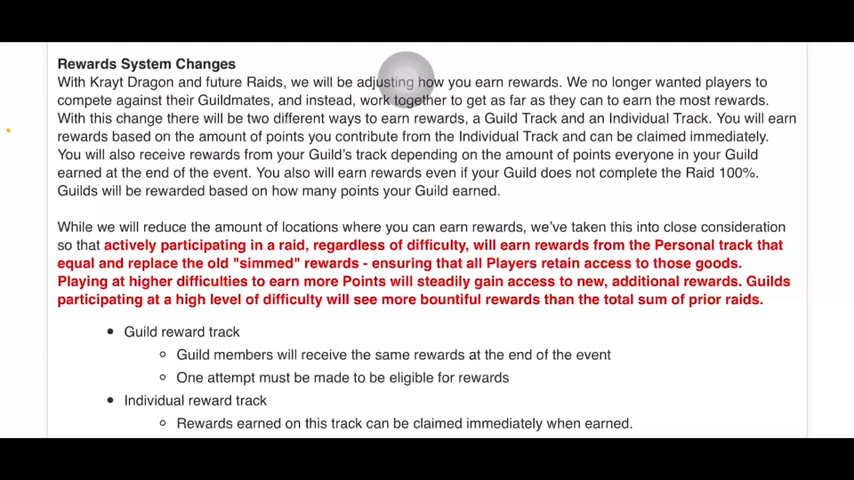 Rewards System Changes
With Krayt Dragon and future Raids, we will be adjusting how you earn rewards. We no longer wanted players to
compete against their Guildmates, and instead, work together to get as far as they can to earn the most rewards.
With this change there will be two different ways to earn rewards, a Guild Track and an Individual Track. You will earn
rewards based on the amount of points you contribute from the Individual Track and can be claimed immediately.
You will also receive rewards from your Guild's track depending on the amount of points everyone in your Guild
earned at the end of the event. You also will earn rewards even if your Guild does not complete the Raid 100%.
Guilds will be rewarded based on how many points your Guild earned.
While we will reduce the amount of locations where you can earn rewards, we've taken this into close consideration
so that actively participating in a raid, regardless of difficulty, will earn rewards from the Personal track that
equal and replace the old "simmed" rewards - ensuring that all Players retain access to those goods.
Playing at higher difficulties to earn more Points will steadily gain access to new, additional rewards. Guilds
participating at a high level of difficulty will see more bountiful rewards than the total sum of prior raids.
Guild reward track
Guild members will receive the same rewards at the end of the event
One attempt must be made to be eligible for rewards
Individual reward track
Rewards earned on this track can be claimed immediately when earned.